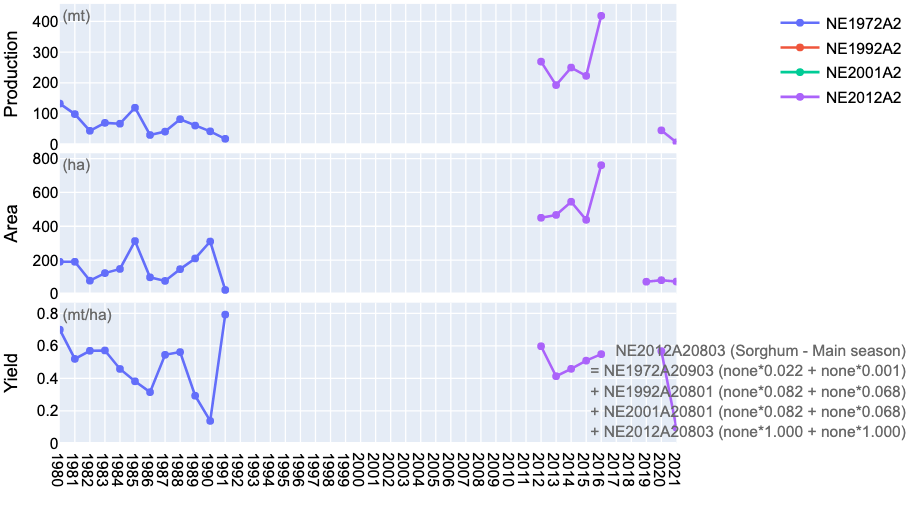 Production
(mt)
400
300
200
100
0
Area
(ha)
800
600
400
200
0
Yield
(mt/ha)
0.8
0.6
0.4
0.2
0
NE1972A2
NE1992A2
NE2001A2
NE2012A2
NE2012A20803 (Sorghum - Main season)
= NE1972A20903 (none*0.022 + none*0.001)
+ NE1992A20801 (none*0.082 + none*0.068)
+ NE2001A20801 (none*0.082 + none*0.068)
+ NE2012A20803 (none*1.000 + none*1.000)
1980 1981 1982 1983 1984 1985 1986 1987 1988 1989 1990 1991 1992 1993 1994 1995 1996 1997 1998 1999 2000 2001 2002 2003 2004 2005 2006 2007 2008 2009 2010 2011 2012 2013 2014 2015 2016 2017 2018 2019 2020 2021